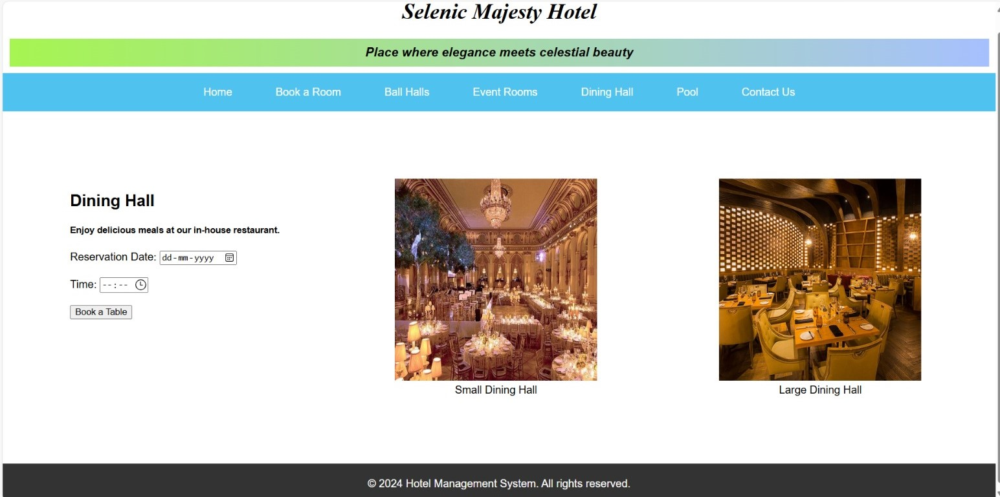 Selenic Majesty Hotel
Place where elegance meets celestial beauty
Home Book a Room Ball Halls Event Rooms Dining Hall Pool Contact Us
Dining Hall
Enjoy delicious meals at our in-house restaurant.
Reservation Date: dd-mm-yyyy
Time: --:--
Book a Table
Small Dining Hall
Large Dining Hall
© 2024 Hotel Management System. All rights reserved.